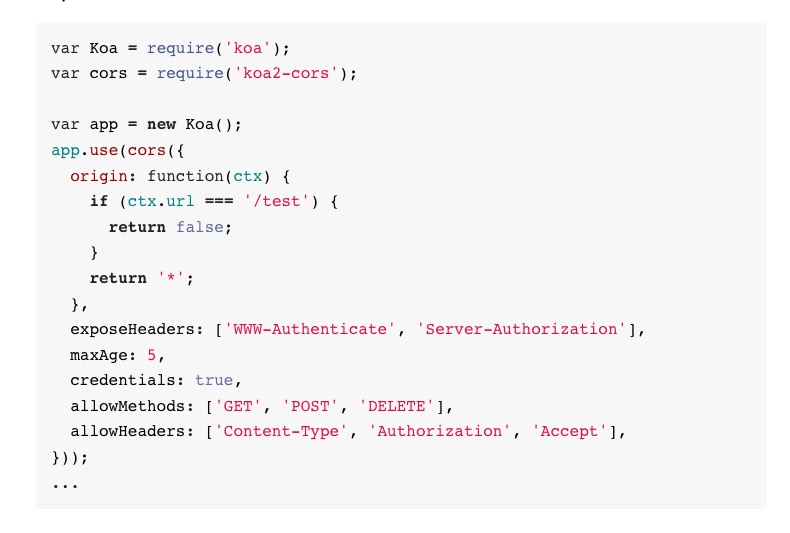 var Koa = require('koa');
var cors = require('koa2-cors');

var app = new Koa();
app.use(cors({
  origin: function(ctx) {
    if (ctx.url === '/test') {
      return false;
    }
    return '*';
  },
  exposeHeaders: ['WWW-Authenticate', 'Server-Authorization'],
  maxAge: 5,
  credentials: true,
  allowMethods: ['GET', 'POST', 'DELETE'],
  allowHeaders: ['Content-Type', 'Authorization', 'Accept'],
}));
...